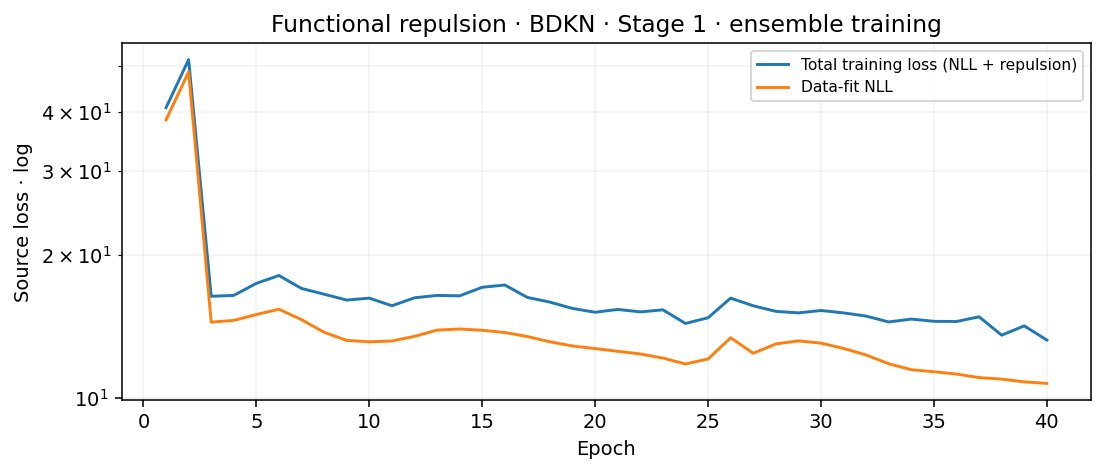 Functional repulsion · BDKN · Stage 1 · ensemble training
Total training loss (NLL + repulsion)
Data-fit NLL
Source loss · log
4 × 10¹
3 × 10¹
2 × 10¹
10¹
0 5 10 15 20 25 30 35 40
Epoch